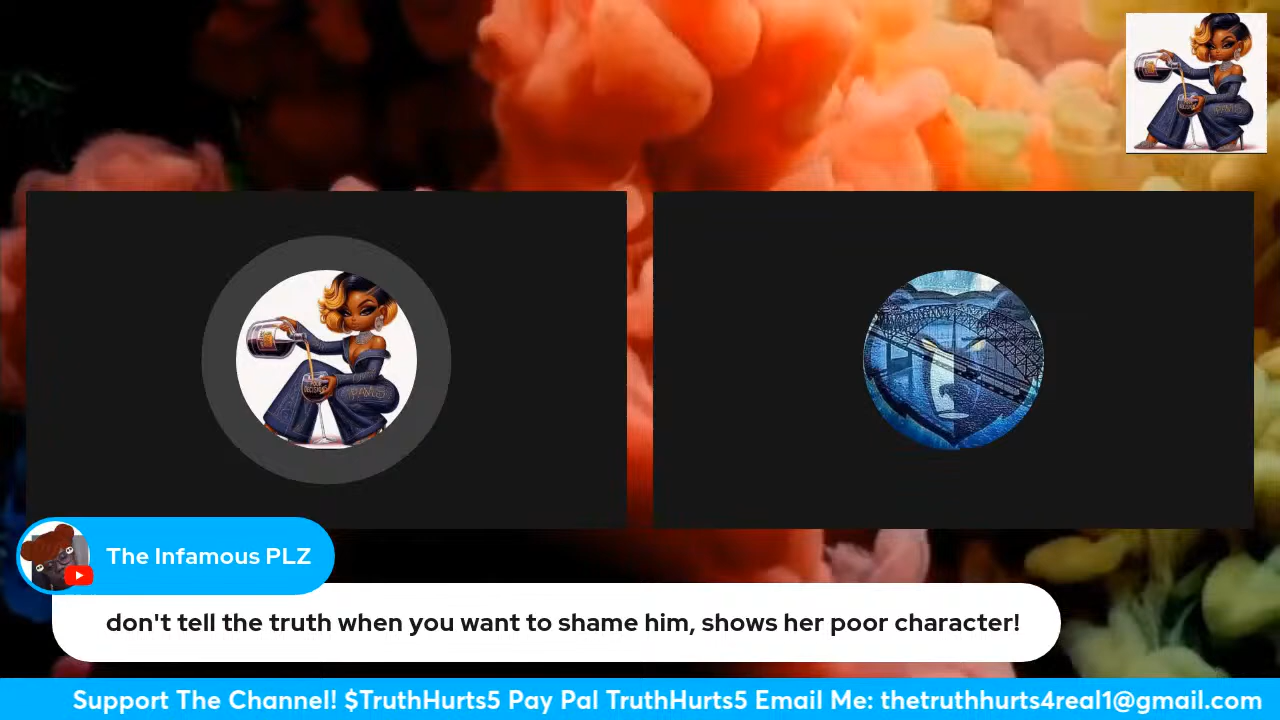 The Infamous PLZ
don't tell the truth when you want to shame him, shows her poor character!
Support The Channel! $TruthHurts5 Pay Pal TruthHurts5 Email Me: thetruthhurts4real1@gmail.com